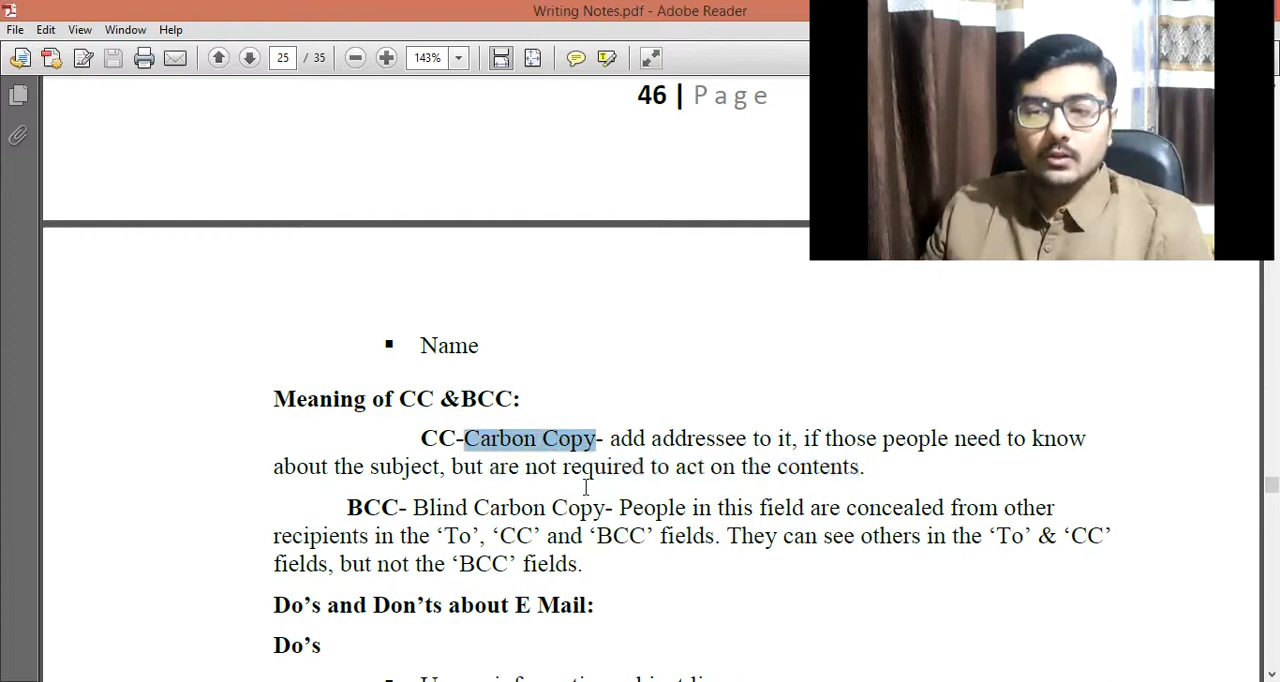 Writing Notes.pdf - Adobe Reader
File Edit View Window Help
25 / 35 143%
46 | Page
▪ Name
Meaning of CC &BCC:
CC-Carbon Copy- add addressee to it, if those people need to know
about the subject, but are not required to act on the contents.
BCC- Blind Carbon Copy- People in this field are concealed from other
recipients in the ‘To’, ‘CC’ and ‘BCC’ fields. They can see others in the ‘To’ & ‘CC’
fields, but not the ‘BCC’ fields.
Do’s and Don’ts about E Mail:
Do’s